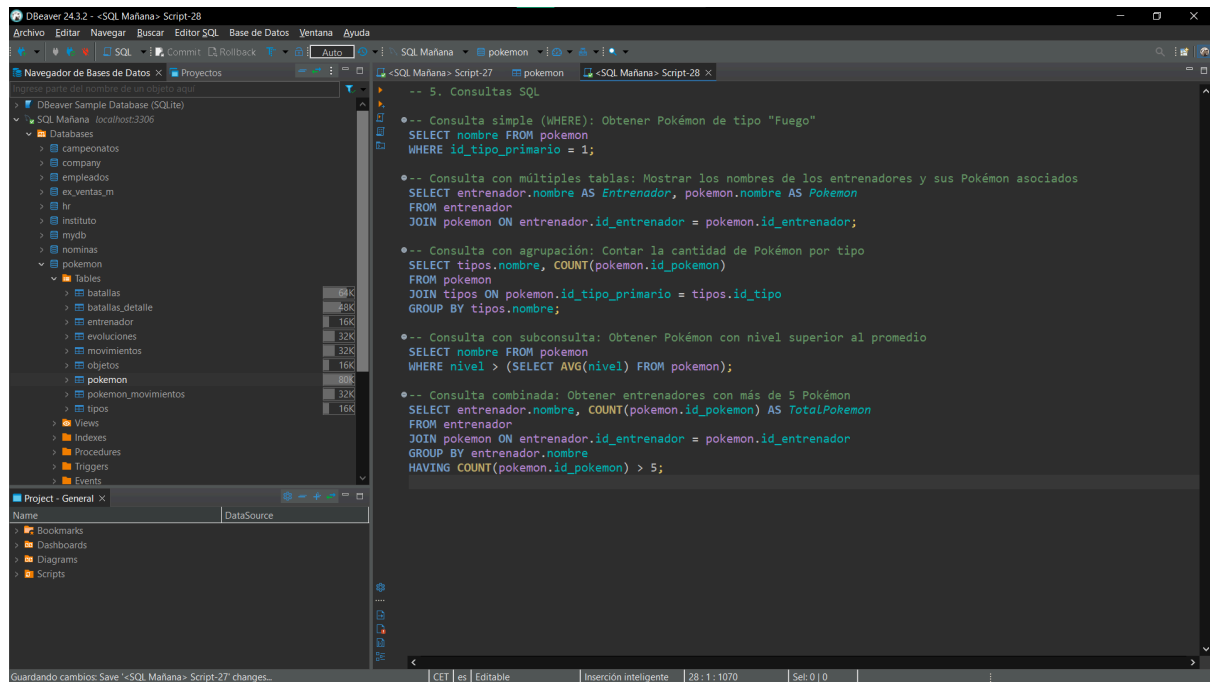 DBeaver 24.3.2 - <SQL Mañana> Script-28
Archivo Editar Navegar Buscar Editor SQL Base de Datos Ventana Ayuda
SQL Commit Rollback Auto SQL Mañana pokemon
Navegador de Bases de Datos Proyectos
<SQL Mañana> Script-27 pokemon <SQL Mañana> Script-28
Ingrese parte del nombre de un objeto aquí
DBeaver Sample Database (SQLite)
SQL Mañana localhost:3306
Databases
campeonatos
company
empleados
ex_ventas_m
hr
instituto
mydb
nominas
pokemon
Tables
batallas 64K
batallas_detalle 48K
entrenador 16K
evoluciones 32K
movimientos 32K
objetos 16K
pokemon 80K
pokemon_movimientos 32K
tipos 16K
Views
Indexes
Procedures
Triggers
Events
Project - General
Name DataSource
Bookmarks
Dashboards
Diagrams
Scripts
-- 5. Consultas SQL
-- Consulta simple (WHERE): Obtener Pokémon de tipo "Fuego"
SELECT nombre FROM pokemon
WHERE id_tipo_primario = 1;
-- Consulta con múltiples tablas: Mostrar los nombres de los entrenadores y sus Pokémon asociados
SELECT entrenador.nombre AS Entrenador, pokemon.nombre AS Pokemon
FROM entrenador
JOIN pokemon ON entrenador.id_entrenador = pokemon.id_entrenador;
-- Consulta con agrupación: Contar la cantidad de Pokémon por tipo
SELECT tipos.nombre, COUNT(pokemon.id_pokemon)
FROM pokemon
JOIN tipos ON pokemon.id_tipo_primario = tipos.id_tipo
GROUP BY tipos.nombre;
-- Consulta con subconsulta: Obtener Pokémon con nivel superior al promedio
SELECT nombre FROM pokemon
WHERE nivel > (SELECT AVG(nivel) FROM pokemon);
-- Consulta combinada: Obtener entrenadores con más de 5 Pokémon
SELECT entrenador.nombre, COUNT(pokemon.id_pokemon) AS TotalPokemon
FROM entrenador
JOIN pokemon ON entrenador.id_entrenador = pokemon.id_entrenador
GROUP BY entrenador.nombre
HAVING COUNT(pokemon.id_pokemon) > 5;
Guardando cambios: Save '<SQL Mañana> Script-27' changes... CET es Editable Inserción inteligente 28 : 1 : 1070 Sel: 0 | 0